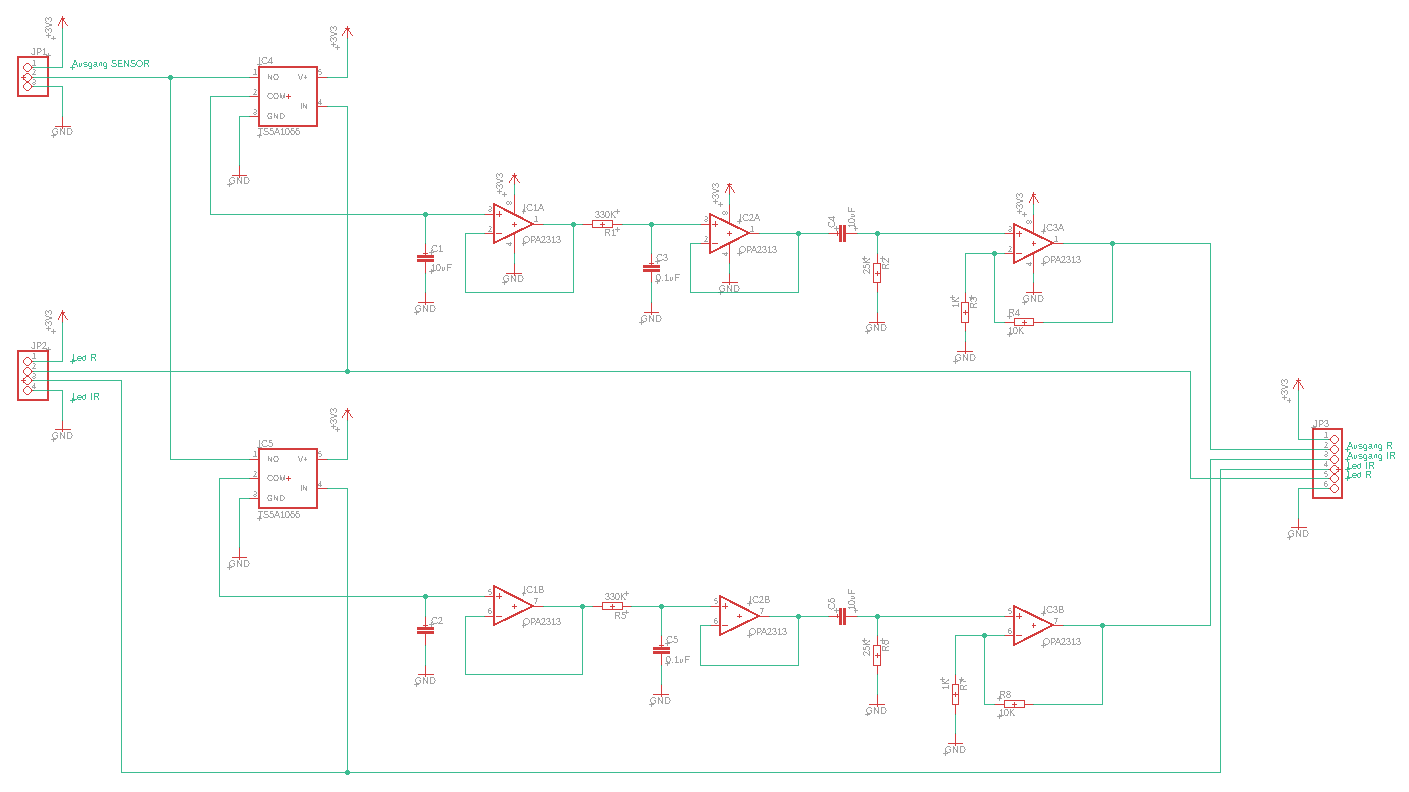 +3V3
JP1
1
2
3
Ausgang SENSOR
GND
IC4
+3V3
1 NO V+ 5
2 COM
IN 4
3 GND
TS5A1066
GND
+3V3
3
2
8
4
1
IC1A
OPA2313
GND
C1
10uF
GND
330K
R1
C3
0.1uF
GND
+3V3
3
2
8
4
1
IC2A
OPA2313
GND
C4
10uF
25K
R2
GND
+3V3
3
2
8
4
1
IC3A
OPA2313
GND
1K
R3
GND
R4
10K
+3V3
JP2
1
2
3
4
Led R
Led IR
GND
+3V3
IC5
1 NO V+ 5
2 COM
IN 4
3 GND
TS5A1066
GND
+3V3
JP3
1
2
3
4
5
6
Ausgang R
Ausgang IR
Led IR
Led R
GND
5
6
7
IC1B
OPA2313
C2
GND
330K
R5
C5
0.1uF
GND
5
6
7
IC2B
OPA2313
C6
10uF
25K
R6
GND
5
6
7
IC3B
OPA2313
1K
R7
GND
R8
10K